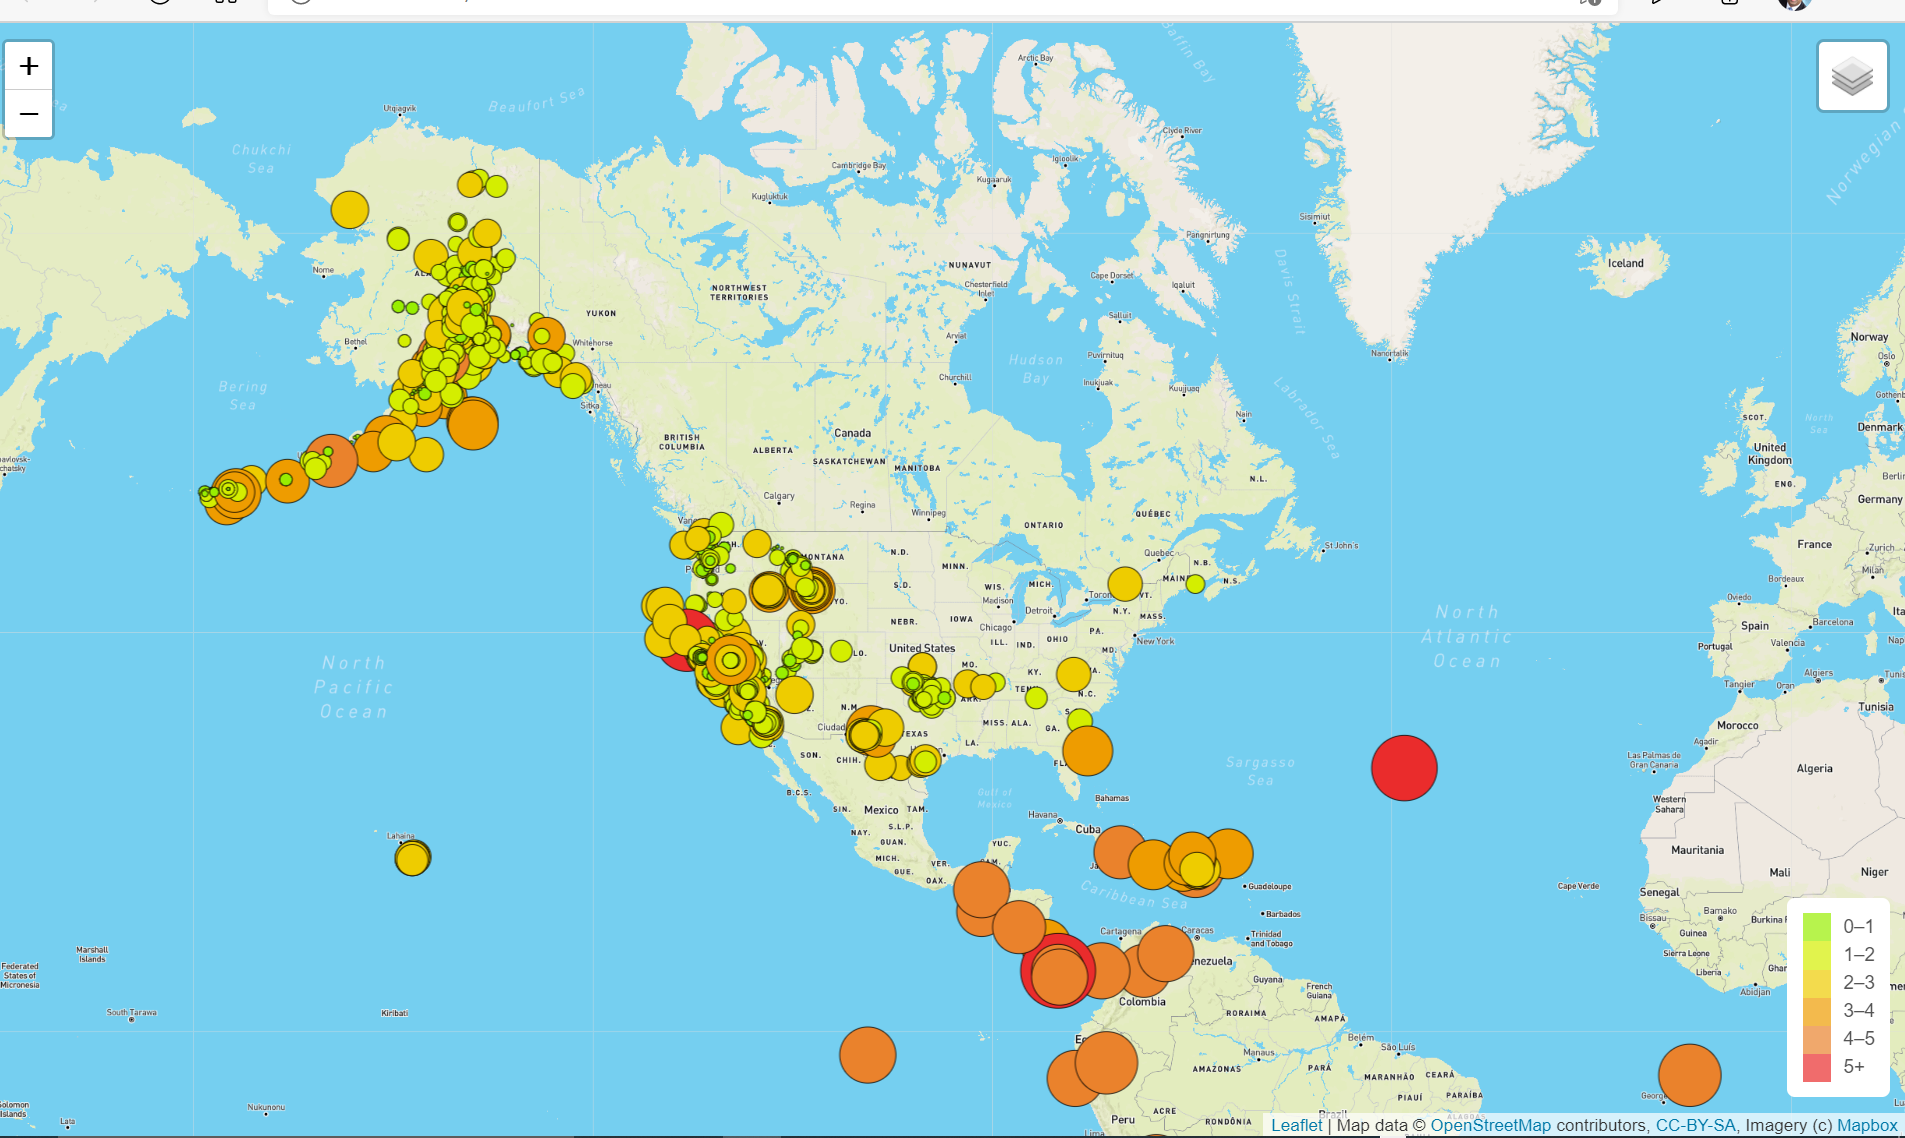 +
−
Baffin Bay
Arctic Bay
Utqiagvik
Beaufort Sea
Clyde River
Norwegian
Chukchi
Sea
Igloolik
Cambridge Bay
Kugaaruk
Kugluktuk
Sisimiut
Pangnirtung
Nome
NUNAVUT
Cape Dorset
Iqaluit
Iceland
Chesterfield
Inlet
NORTHWEST
TERRITORIES
Davis Strait
YUKON
Salluit
Bethel
Whitehorse
Arviat
Norway
Oslo
Nanortalik
Hudson
Bay
Puvirnituq
Churchill
Inukjuak
Kuujjuaq
Bering
Sea
neau
Sitka
Labrador Sea
Nain
SCOT.
North
Sea
Denmark
BRITISH
COLUMBIA
Canada
ALBERTA
SASKATCHEWAN
MANITOBA
United
Kingdom
ENG.
N.L.
Calgary
Regina
Winnipeg
Germany
QUÉBEC
ONTARIO
St John's
France
Zurich
Milan
MONTANA
N.D.
MINN.
Quebec
N.B.
MAIN
N.S.
S.D.
WIS.
MICH.
Madison
Detroit
Toron
VT.
N.Y.
MASS.
Bordeaux
Oviedo
Barcelona
Spain
Valencia
Portugal
NEBR.
IOWA
Chicago
ILL.
IND.
OHIO
PA.
New York
MD.
North
Atlantic
Ocean
United States
MO.
KY.
N.C.
ARK.
MISS.
ALA.
GA.
LA.
TEXAS
N.M.
Ciudad
SON.
CHIH.
Tangier
Oran
Algiers
Tunis
Tunisia
Morocco
Agadir
Las Palmas de
Gran Canaria
Algeria
North
Pacific
Ocean
Sargasso
Sea
B.C.S.
SIN.
Mexico
TAM.
Gulf of
Mexico
Bahamas
Havana
Cuba
Western
Sahara
NAY.
S.L.P.
GUAN.
YUC.
MICH.
VER.
GUE.
OAX.
Lahaina
Mauritania
Mali
Niger
Caribbean Sea
Guadeloupe
Barbados
Cape Verde
Senegal
Bissau
Bamako
Guinea
Sierra Leone
Liberia
Abidjan
Cartagena
Caracas
Trinidad
and Tobago
enezuela
Guyana
French
Guiana
Colombia
RORAIMA
AMAPÁ
Marshall
Islands
Federated
States of
Micronesia
South Tarawa
Kiribati
Manaus
Belém
São Luís
AMAZONAS
PARÁ
MARANHÃO
CEARÁ
PIAUÍ
PARAÍBA
ALAGOAS
ACRE
RONDÔNIA
Peru
Lima
Brazil
Georg
Solomon
Islands
Lata
Nukunonu
0–1
1–2
2–3
3–4
4–5
5+
Leaflet | Map data © OpenStreetMap contributors, CC-BY-SA, Imagery (c) Mapbox